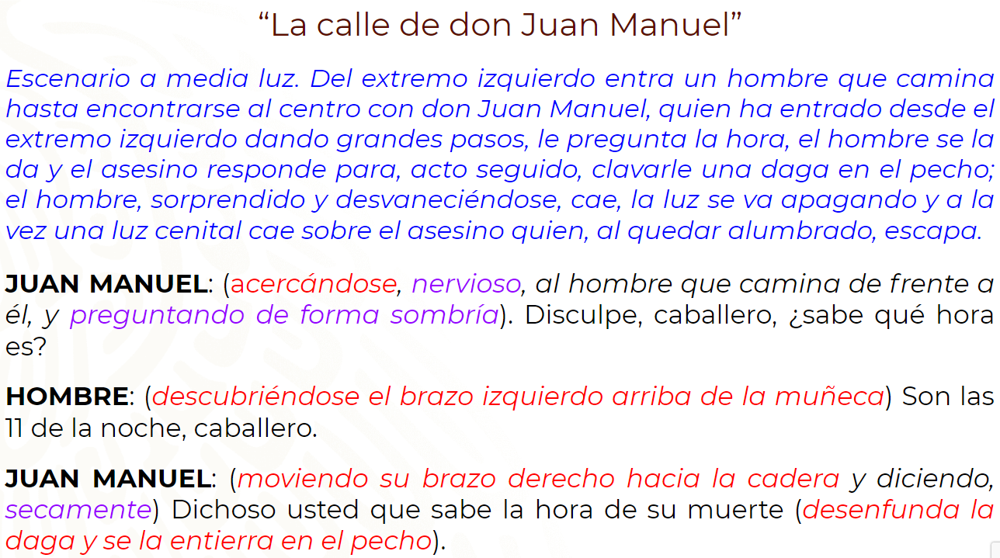 “La calle de don Juan Manuel”
Escenario a media luz. Del extremo izquierdo entra un hombre que camina
hasta encontrarse al centro con don Juan Manuel, quien ha entrado desde el
extremo izquierdo dando grandes pasos, le pregunta la hora, el hombre se la
da y el asesino responde para, acto seguido, clavarle una daga en el pecho;
el hombre, sorprendido y desvaneciéndose, cae, la luz se va apagando y a la
vez una luz cenital cae sobre el asesino quien, al quedar alumbrado, escapa.
JUAN MANUEL: (acercándose, nervioso, al hombre que camina de frente a
él, y preguntando de forma sombría). Disculpe, caballero, ¿sabe qué hora
es?
HOMBRE: (descubriéndose el brazo izquierdo arriba de la muñeca) Son las
11 de la noche, caballero.
JUAN MANUEL: (moviendo su brazo derecho hacia la cadera y diciendo,
secamente) Dichoso usted que sabe la hora de su muerte (desenfunda la
daga y se la entierra en el pecho).